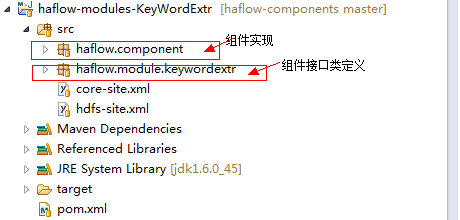 haflow-modules-KeyWordExtr [haflow-components master]
src
haflow.component
组件实现
haflow.module.keywordextr
组件接口类定义
core-site.xml
hdfs-site.xml
Maven Dependencies
Referenced Libraries
JRE System Library [jdk1.6.0_45]
target
pom.xml